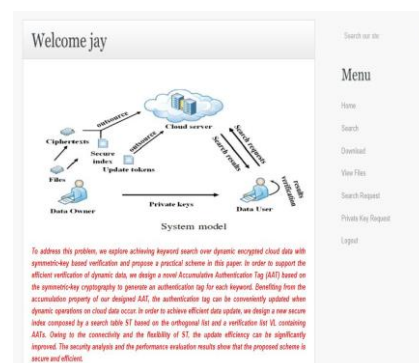 Welcome jay
Search our site
Menu
Home
Search
Download
View Files
Search Request
Private Key Request
Logout
outsource
Cloud server
Ciphertexts
outsource
Secure
index
Update tokens
Search results
Search requests
results
verification
Files
Private keys
Data Owner
Data User
System model
To address this problem, we explore achieving keyword search over dynamic encrypted cloud data with
symmetric-key based verification and propose a practical scheme in this paper. In order to support the
efficient verification of dynamic data, we design a novel Accumulative Authentication Tag (AAT) based on
the symmetric-key cryptography to generate an authentication tag for each keyword. Benefiting from the
accumulation property of our designed AAT, the authentication tag can be conveniently updated when
dynamic operations on cloud data occur. In order to achieve efficient data update, we design a new secure
index composed by a search table ST based on the orthogonal list and a verification list VL containing
AATs. Owing to the connectivity and the flexibility of ST, the update efficiency can be significantly
improved. The security analysis and the performance evaluation results show that the proposed scheme is
secure and efficient.